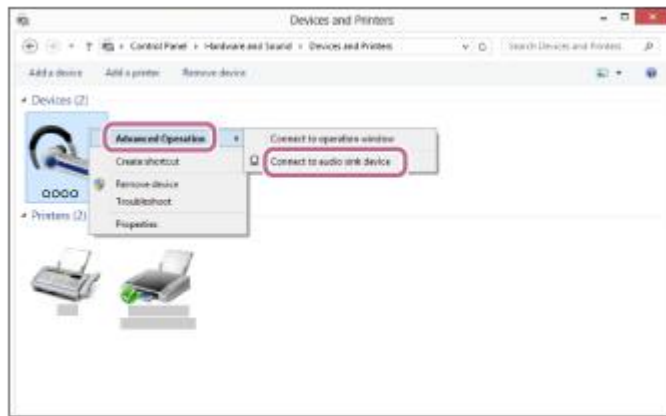 Devices and Printers
Control Panel › Hardware and Sound › Devices and Printers
Search Devices and Printers
Add a device Add a printer Remove device
Devices (2)
Advanced Operation
Connect to operation window
Create shortcut
Connect to audio sink device
Remove device
Troubleshoot
Properties
OOOO
Printers (2)